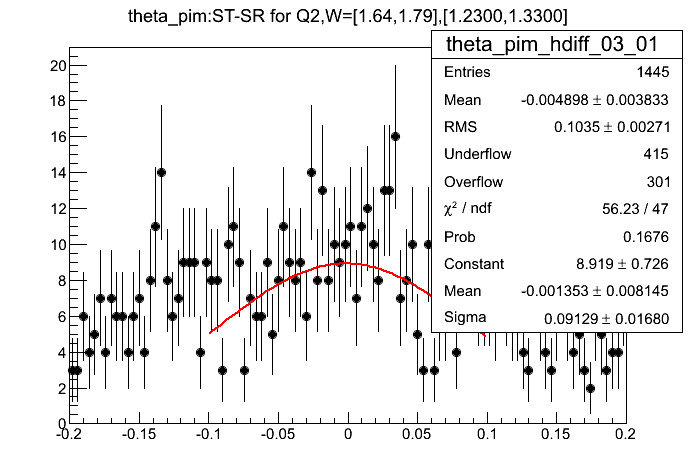 theta_pim:ST-SR for Q2,W=[1.64,1.79],[1.2300,1.3300]
theta_pim_hdiff_03_01
Entries 1445
Mean -0.004898 ± 0.003833
RMS 0.1035 ± 0.00271
Underflow 415
Overflow 301
χ² / ndf 56.23 / 47
Prob 0.1676
Constant 8.919 ± 0.726
Mean -0.001353 ± 0.008145
Sigma 0.09129 ± 0.01680
20
18
16
14
12
10
8
6
4
2
0
-0.2 -0.15 -0.1 -0.05 0 0.05 0.1 0.15 0.2